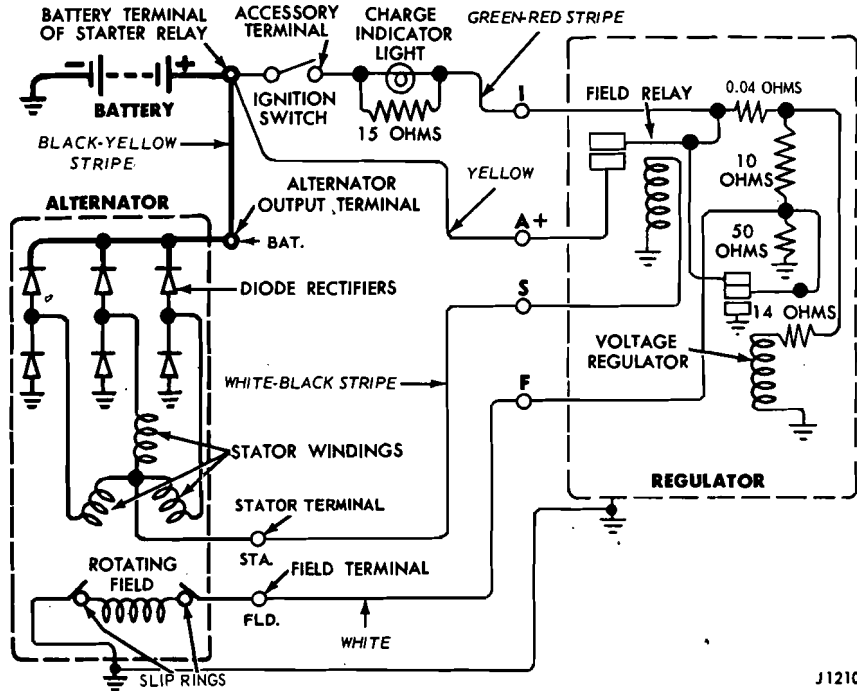 BATTERY TERMINAL
OF STARTER RELAY
ACCESSORY
TERMINAL
CHARGE
INDICATOR
LIGHT
GREEN-RED STRIPE
- +
BATTERY
IGNITION
SWITCH
15 OHMS
I
FIELD RELAY
0.04 OHMS
BLACK-YELLOW
STRIPE
10
OHMS
YELLOW
ALTERNATOR
ALTERNATOR
OUTPUT TERMINAL
A+
BAT.
50
OHMS
DIODE RECTIFIERS
S
14 OHMS
VOLTAGE
REGULATOR
WHITE-BLACK STRIPE
F
STATOR WINDINGS
REGULATOR
STATOR TERMINAL
STA.
ROTATING
FIELD
FIELD TERMINAL
FLD.
WHITE
SLIP RINGS
J1210